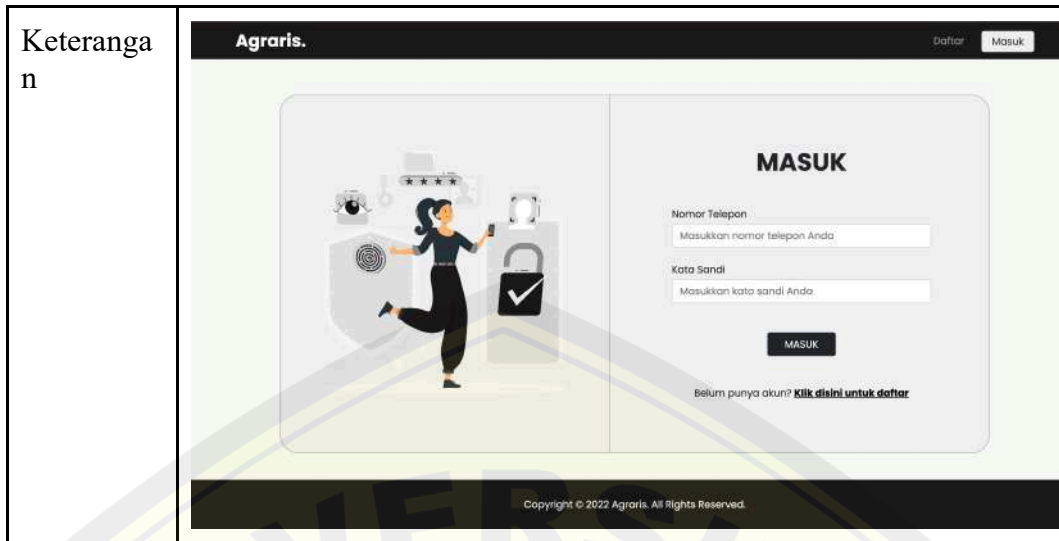 Keteranga
n
Agraris.
Daftar
Masuk
MASUK
Nomor Telepon
Masukkan nomor telepon Anda
Kata Sandi
Masukkan kata sandi Anda
MASUK
Belum punya akun? Klik disini untuk daftar
Copyright © 2022 Agraris. All Rights Reserved.
VERSI